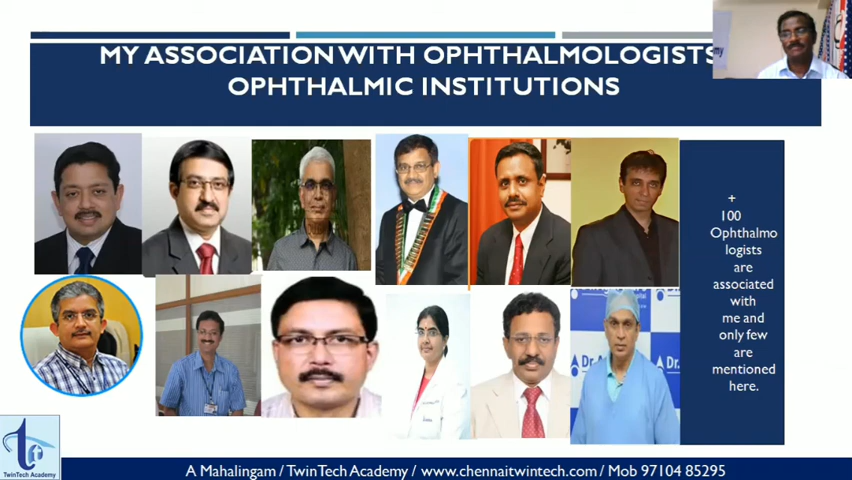 MY ASSOCIATION WITH OPHTHALMOLOGISTS
OPHTHALMIC INSTITUTIONS
+
100
Ophthalmo
logists
are
associated
with
me and
only few
are
mentioned
here.
Dr.
TwinTech Academy
A Mahalingam / TwinTech Academy / www.chennaitwintech.com / Mob 97104 85295